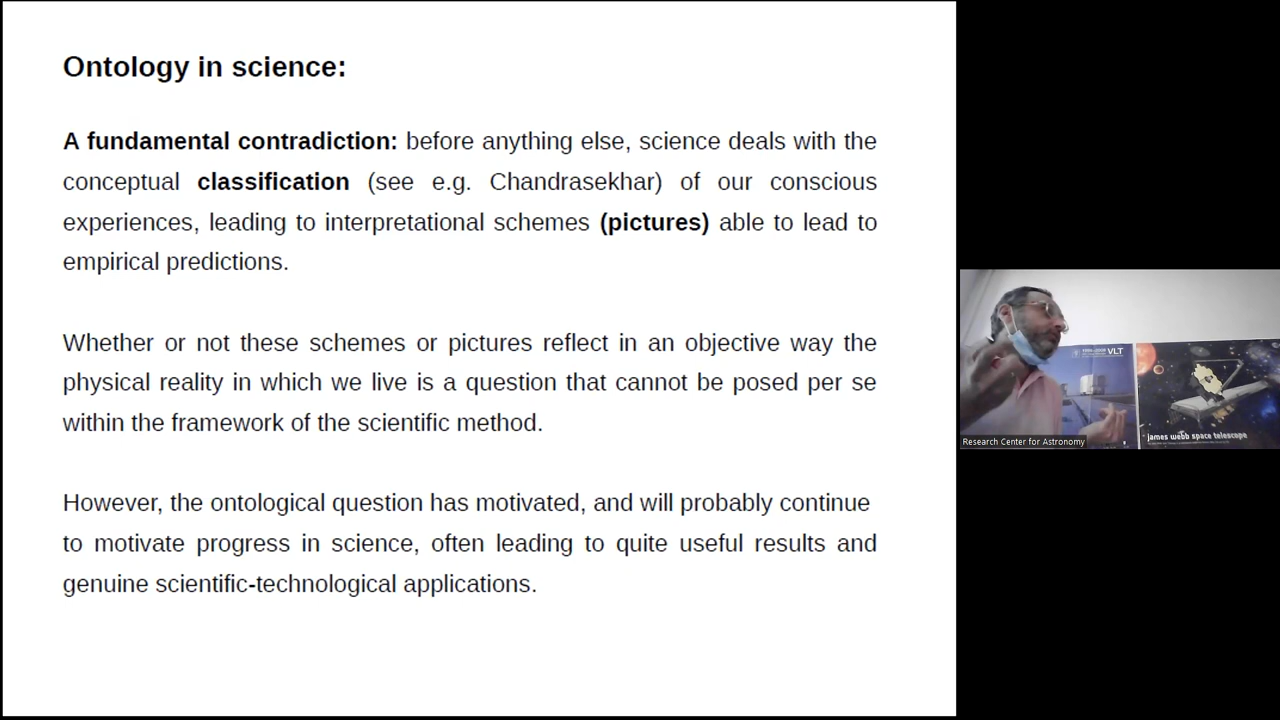 Ontology in science:
A fundamental contradiction: before anything else, science deals with the
conceptual classification (see e.g. Chandrasekhar) of our conscious
experiences, leading to interpretational schemes (pictures) able to lead to
empirical predictions.
Whether or not these schemes or pictures reflect in an objective way the
physical reality in which we live is a question that cannot be posed per se
within the framework of the scientific method.
However, the ontological question has motivated, and will probably continue
to motivate progress in science, often leading to quite useful results and
genuine scientific-technological applications.
VLT
james webb space telescope
Research Center for Astronomy